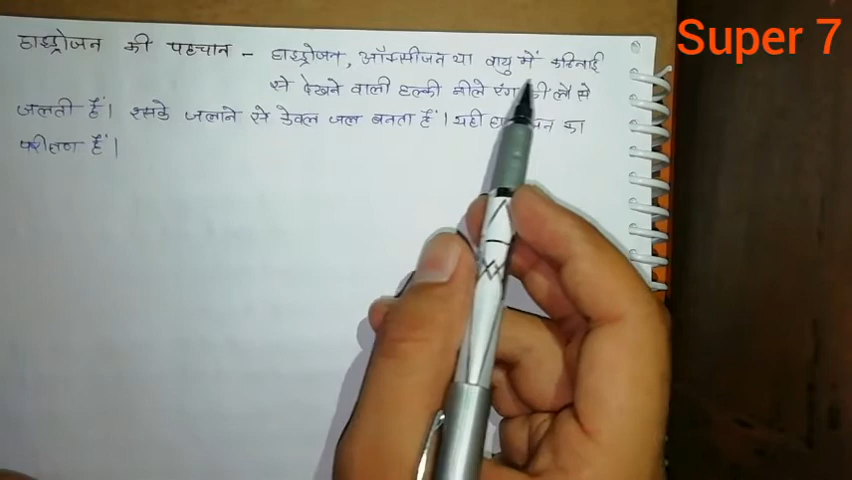 Super 7
हाइड्रोजन की पहचान - हाइड्रोजन, ऑक्सीजन या वायु में कठिनाई
से देखने वाली हल्की नीले रंग की लौ से
जलती हैं। इसके जलाने से केवल जल बनता हैं। यही का
परीक्षण हैं।